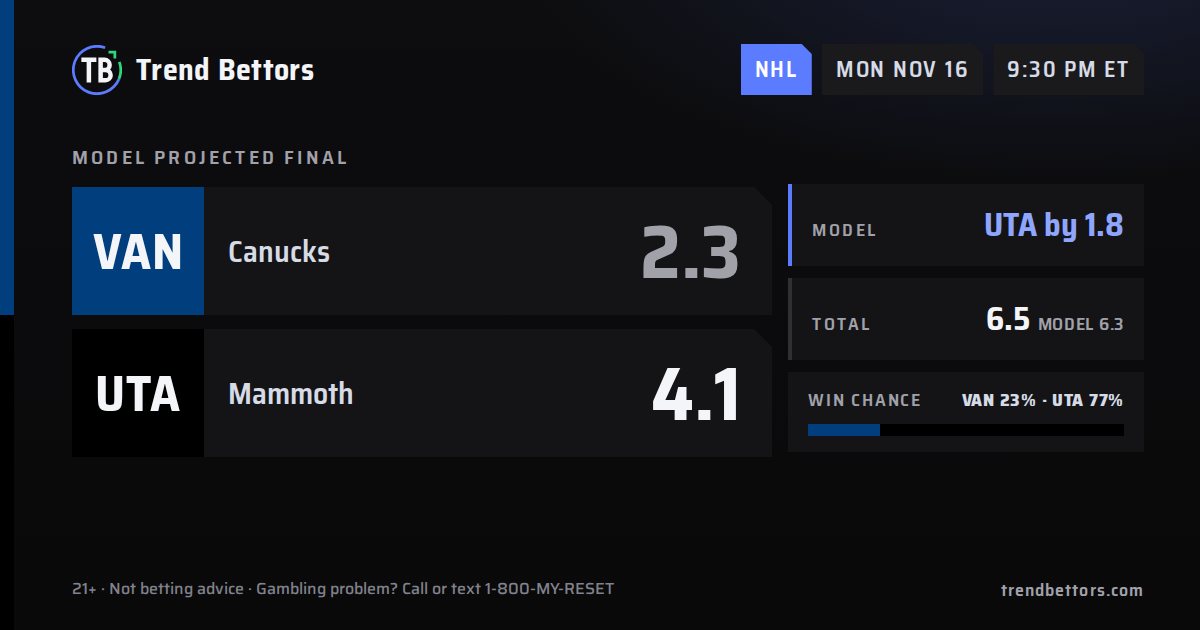 TB Trend Bettors
NHL MON NOV 16 9:30 PM ET
MODEL PROJECTED FINAL
VAN Canucks 2.3
UTA Mammoth 4.1
MODEL UTA by 1.8
TOTAL 6.5 MODEL 6.3
WIN CHANCE VAN 23% · UTA 77%
21+ · Not betting advice · Gambling problem? Call or text 1-800-MY-RESET
trendbettors.com